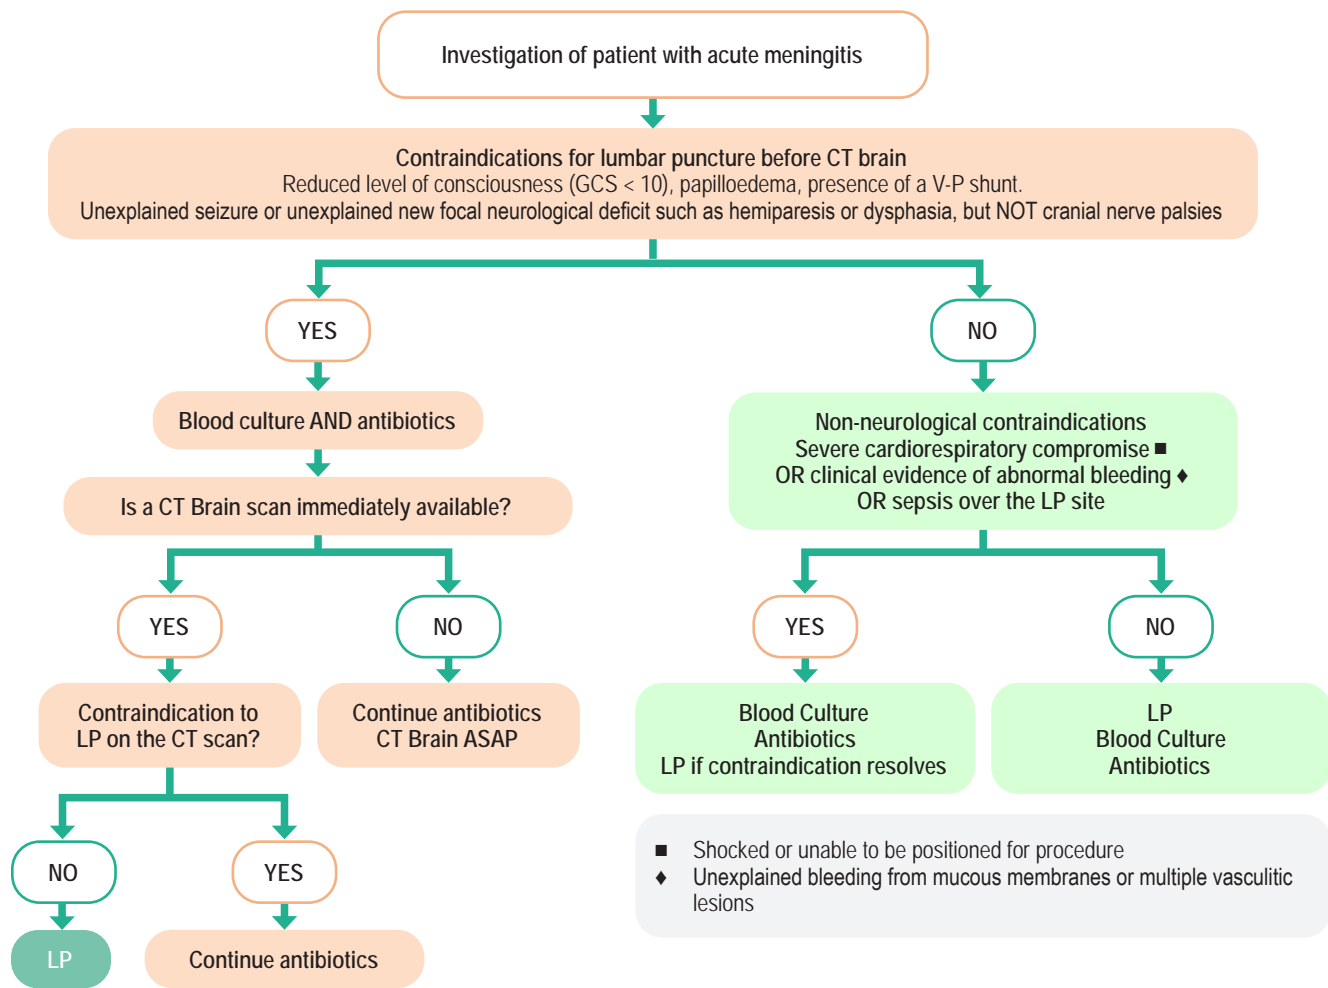 Investigation of patient with acute meningitis
Contraindications for lumbar puncture before CT brain
Reduced level of consciousness (GCS < 10), papilloedema, presence of a V-P shunt.
Unexplained seizure or unexplained new focal neurological deficit such as hemiparesis or dysphasia, but NOT cranial nerve palsies
YES
NO
Blood culture AND antibiotics
Is a CT Brain scan immediately available?
Non-neurological contraindications
Severe cardiorespiratory compromise ■
OR clinical evidence of abnormal bleeding ♦
OR sepsis over the LP site
YES
NO
YES
NO
Contraindication to
LP on the CT scan?
Continue antibiotics
CT Brain ASAP
Blood Culture
Antibiotics
LP if contraindication resolves
LP
Blood Culture
Antibiotics
NO
YES
LP
Continue antibiotics
■ Shocked or unable to be positioned for procedure
♦ Unexplained bleeding from mucous membranes or multiple vasculitic
lesions